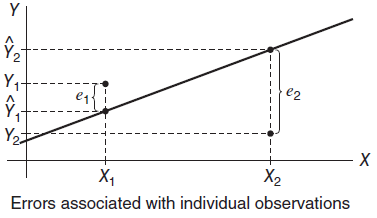 Y
Ŷ₂
Y₁
e₁
e₂
Ŷ₁
Y₂
X
X₁
X₂
Errors associated with individual observations